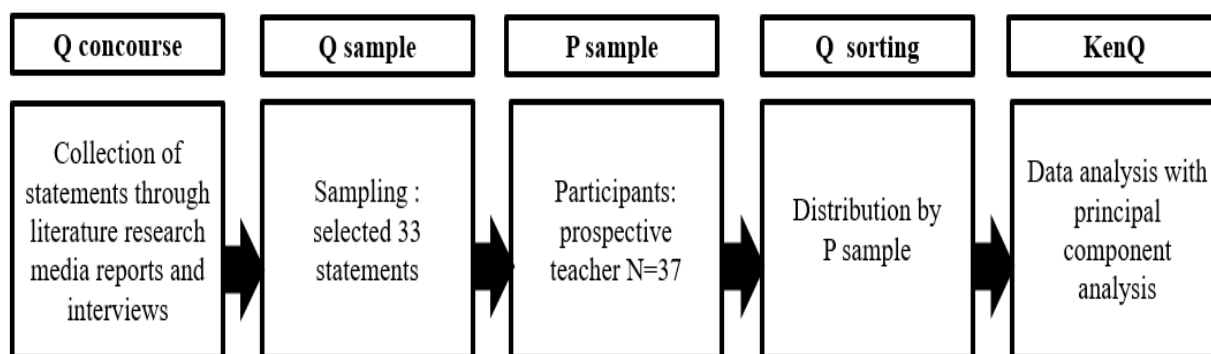 Q concourse
Q sample
P sample
Q sorting
KenQ
Collection of
statements through
literature research
media reports and
interviews
Sampling :
selected 33
statements
Participants:
prospective
teacher N=37
Distribution by
P sample
Data analysis with
principal
component
analysis